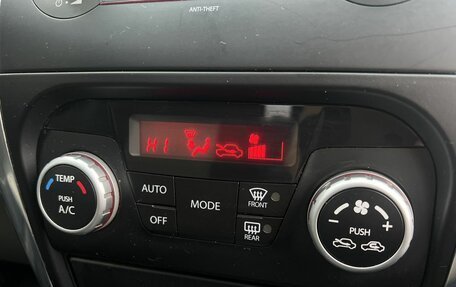 ANTI-THEFT
HI
TEMP
PUSH
A/C
AUTO
OFF
MODE
FRONT
REAR
−
+
PUSH